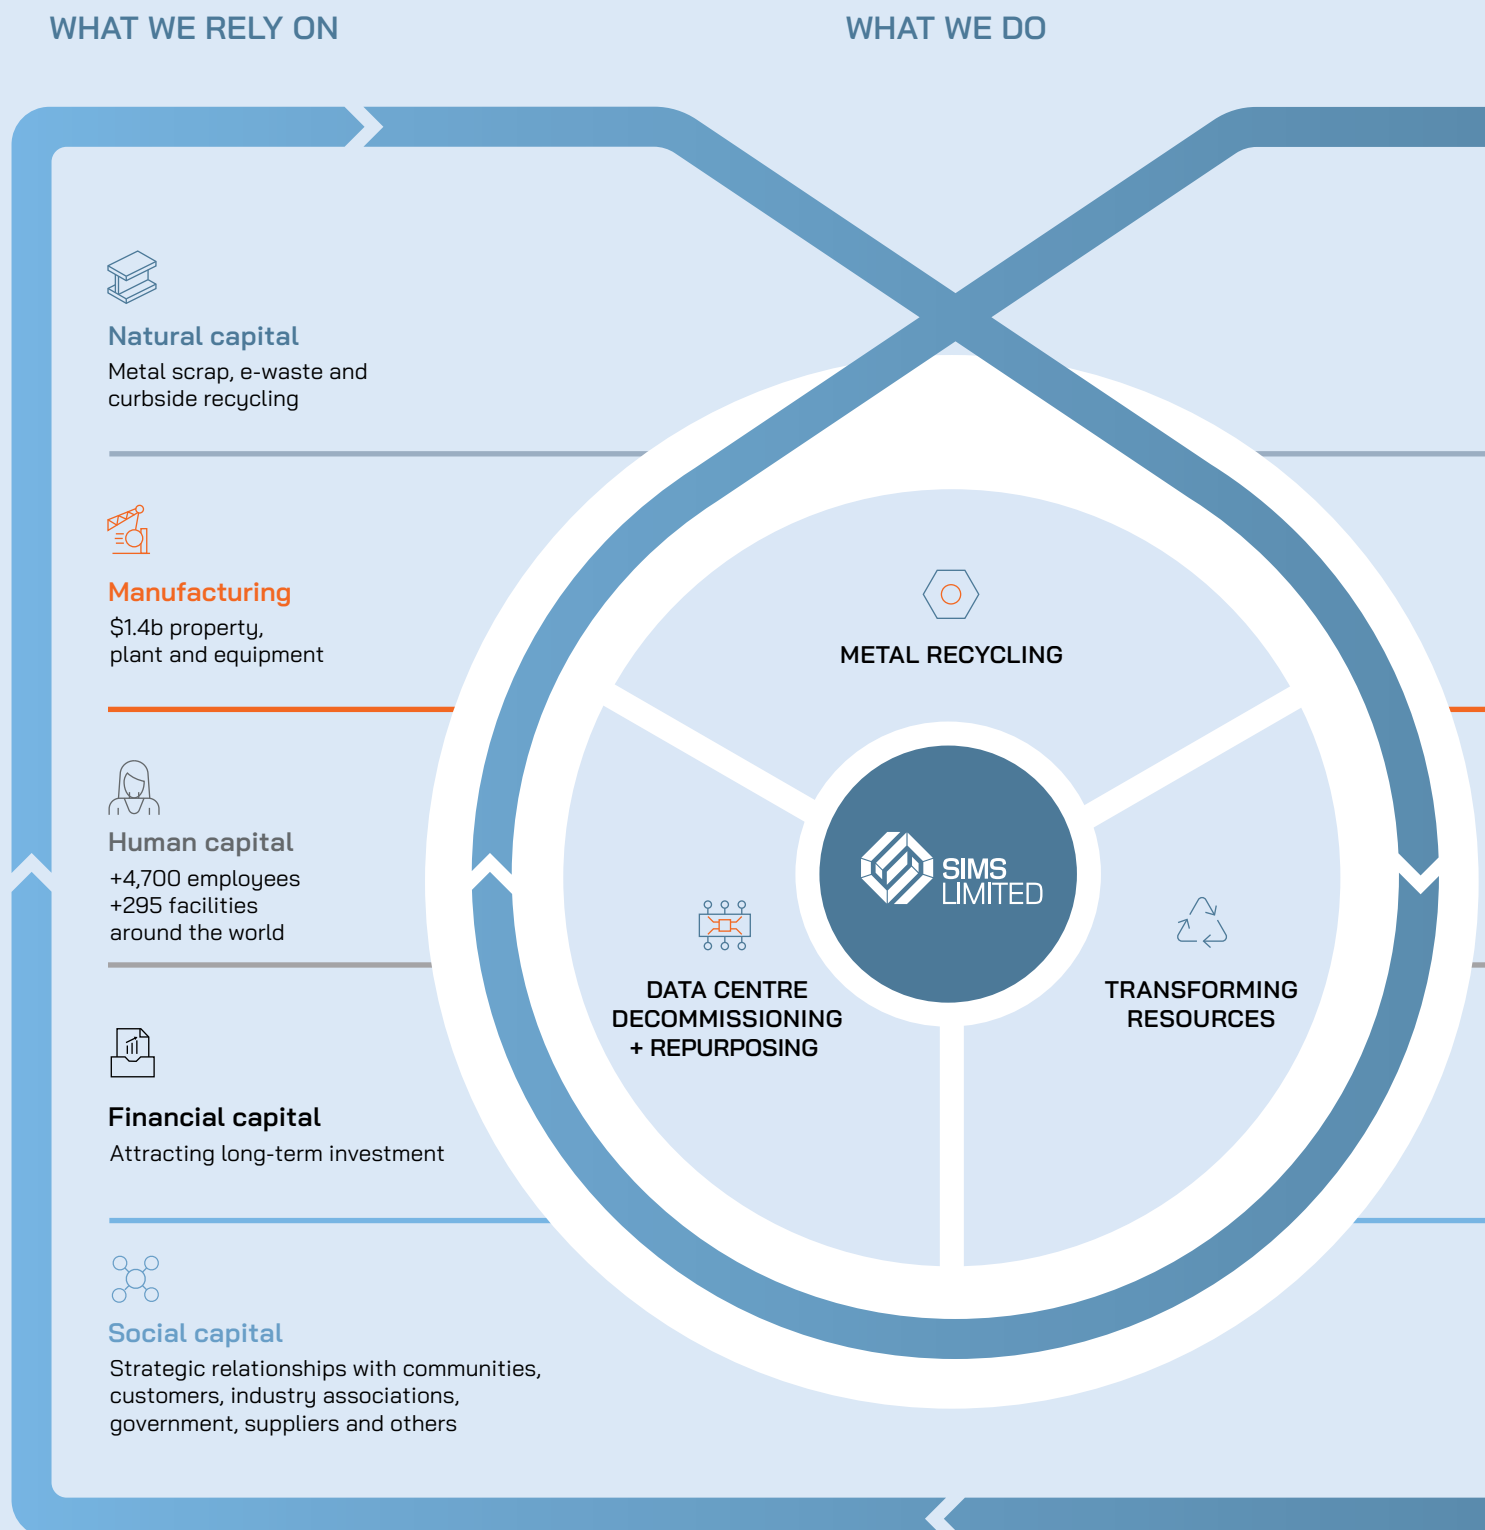 WHAT WE RELY ON
WHAT WE DO
Natural capital
Metal scrap, e-waste and
curbside recycling
Manufacturing
$1.4b property,
plant and equipment
Human capital
+4,700 employees
+295 facilities
around the world
Financial capital
Attracting long-term investment
Social capital
Strategic relationships with communities,
customers, industry associations,
government, suppliers and others
METAL RECYCLING
SIMS
LIMITED
DATA CENTRE
DECOMMISSIONING
+ REPURPOSING
TRANSFORMING
RESOURCES